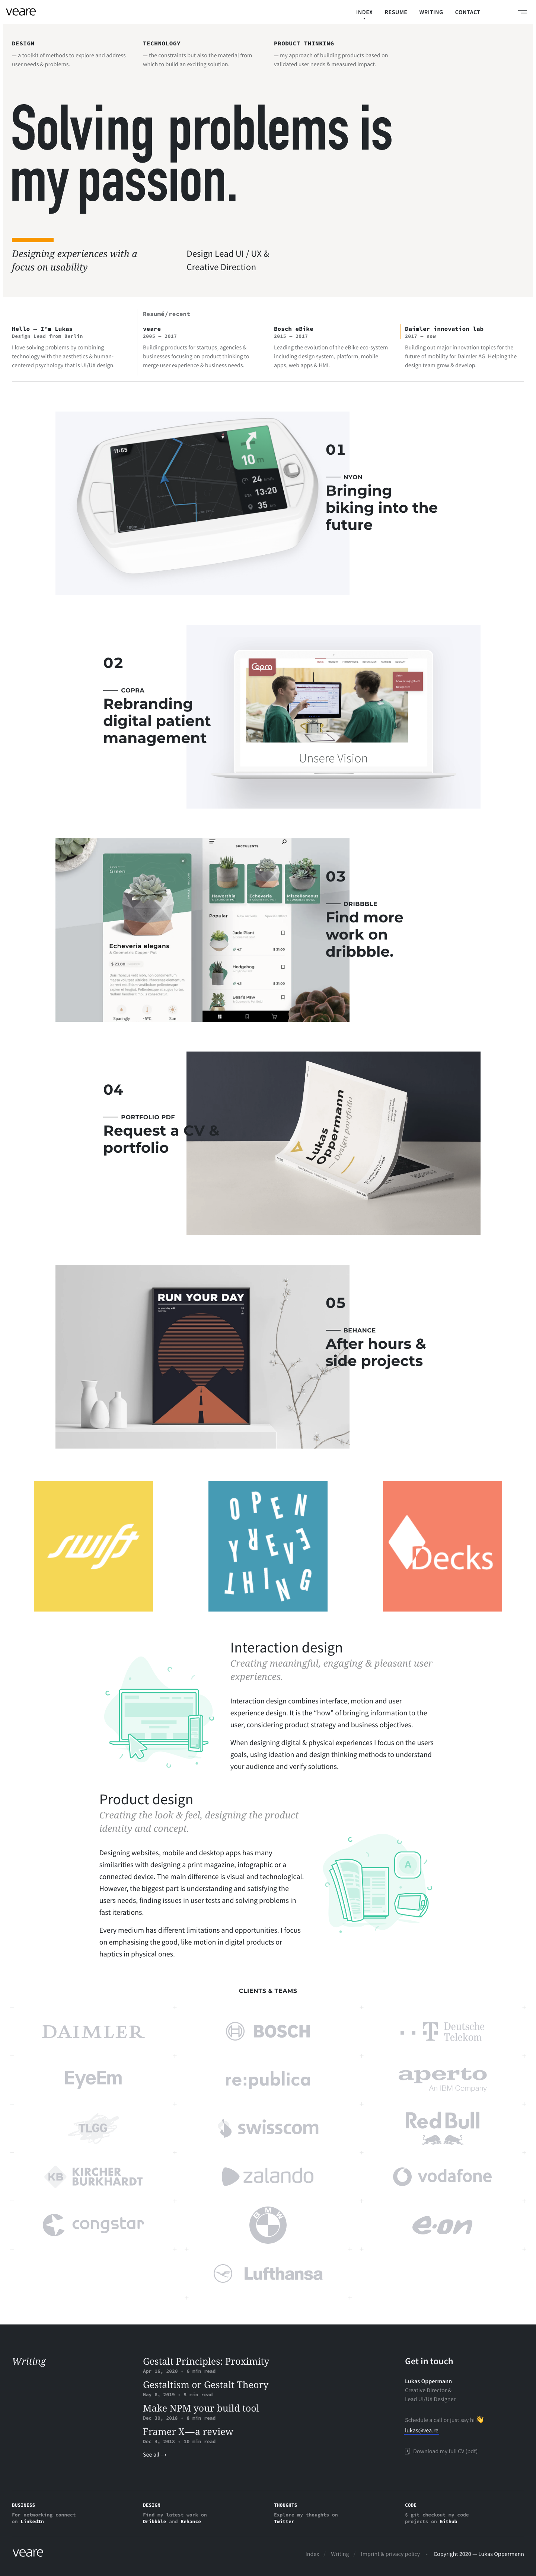 veare
INDEX RESUME WRITING CONTACT
DESIGN
— a toolkit of methods to explore and address
user needs & problems.
TECHNOLOGY
— the constraints but also the material from
which to build an exciting solution.
PRODUCT THINKING
— my approach of building products based on
validated user needs & measured impact.
Solving problems is
my passion.
Designing experiences with a
focus on usability
Design Lead UI / UX &
Creative Direction
Resumé/recent
Hello — I'm Lukas
Design Lead from Berlin
I love solving problems by combining
technology with the aesthetics & human-
centered psychology that is UI/UX design.
veare
2005 — 2017
Building products for startups, agencies &
businesses focusing on product thinking to
merge user experience & business needs.
Bosch eBike
2015 — 2017
Leading the evolution of the eBike eco-system
including design system, platform, mobile
apps, web apps & HMI.
Daimler innovation lab
2017 — now
Building out major innovation topics for the
future of mobility for Daimler AG. Helping the
design team grow & develop.
11:55
10
24
13:20
35
01
NYON
Bringing
biking into the
future
02
COPRA
Rebranding
digital patient
management
Copra
Unsere Vision
Green
Echeveria elegans
$ 31.00
Sparingly -5°C Sun
SUCCULENTS
Haworthia Echeveria Miscellaneous
Popular
Jade Plant
4.7 $ 31.00
Hedgehog
4.5 $ 31.00
Bear's Paw
03
DRIBBBLE
Find more
work on
dribbble.
04
PORTFOLIO PDF
Request a CV &
portfolio
Lukas
Oppermann
— Design portfolio
RUN YOUR DAY
05
BEHANCE
After hours &
side projects
swift
OPEN
EVERY
THING
Decks
Interaction design
Creating meaningful, engaging & pleasant user
experiences.
Interaction design combines interface, motion and user
experience design. It is the “how” of bringing information to the
user, considering product strategy and business objectives.
When designing digital & physical experiences I focus on the users
goals, using ideation and design thinking methods to understand
your audience and verify solutions.
Product design
Creating the look & feel, designing the product
identity and concept.
Designing websites, mobile and desktop apps has many
similarities with designing a print magazine, infographic or a
connected device. The main difference is visual and technological.
However, the biggest part is understanding and satisfying the
users needs, finding issues in user tests and solving problems in
fast iterations.
Every medium has different limitations and opportunities. I focus
on emphasising the good, like motion in digital products or
haptics in physical ones.
A
CLIENTS & TEAMS
DAIMLER
BOSCH
T Deutsche
Telekom
EyeEm
re:publica
aperto
An IBM Company
TLGG
swisscom
Red Bull
KB KIRCHER
BURKHARDT
zalando
vodafone
congstar
BMW
e·on
Lufthansa
Writing
Gestalt Principles: Proximity
Apr 16, 2020 · 6 min read
Gestaltism or Gestalt Theory
May 6, 2019 · 5 min read
Make NPM your build tool
Dec 30, 2018 · 8 min read
Framer X—a review
Dec 4, 2018 · 10 min read
See all →
Get in touch
Lukas Oppermann
Creative Director &
Lead UI/UX Designer
Schedule a call or just say hi 👋
lukas@vea.re
Download my full CV (pdf)
BUSINESS
For networking connect
on LinkedIn
DESIGN
Find my latest work on
Dribbble and Behance
THOUGHTS
Explore my thoughts on
Twitter
CODE
$ git checkout my code
projects on Github
veare
Index / Writing / Imprint & privacy policy – Copyright 2020 — Lukas Oppermann